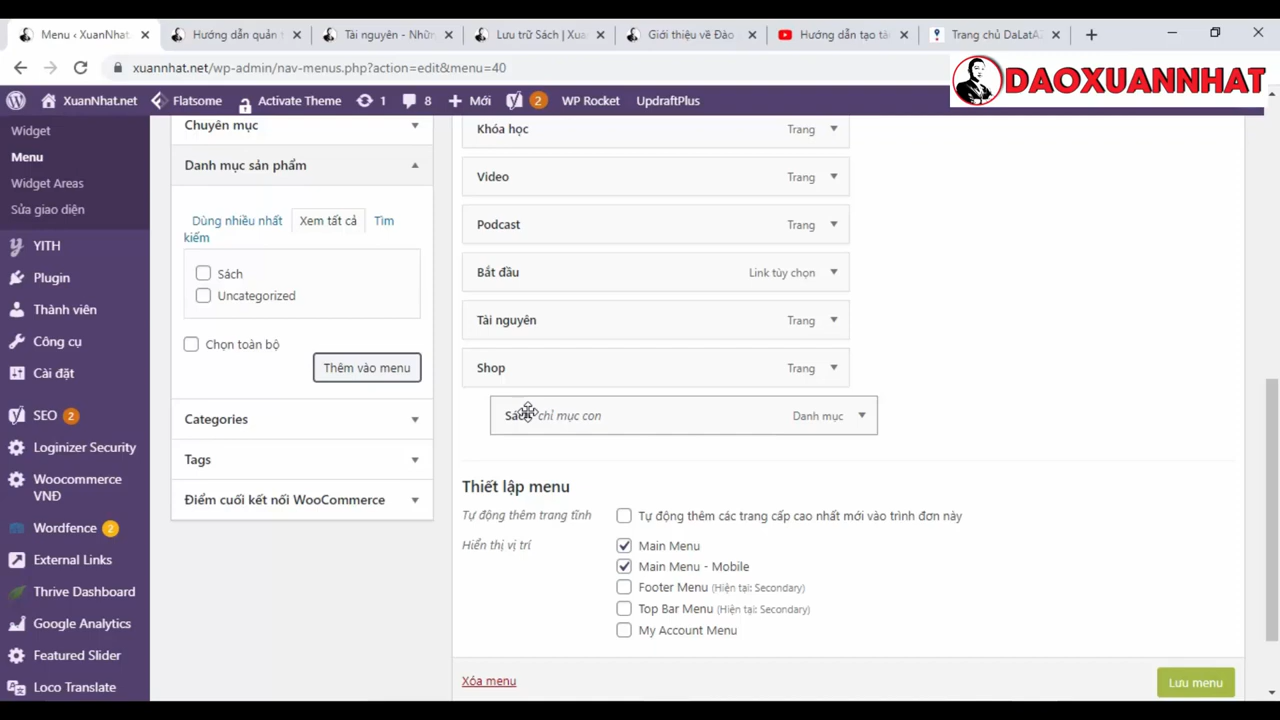 Menu ‹ XuanNhat.
Hướng dẫn quản
Tài nguyên - Nhữn
Lưu trữ Sách | Xua
Giới thiệu về Đào
Hướng dẫn tạo tà
Trang chủ DaLatAZ
xuannhat.net/wp-admin/nav-menus.php?action=edit&menu=40
DAOXUANNHAT
XuanNhat.net
Flatsome
Activate Theme
1
8
Mới
2
WP Rocket
UpdraftPlus
Widget
Menu
Widget Areas
Sửa giao diện
YITH
Plugin
Thành viên
Công cụ
Cài đặt
SEO 2
Loginizer Security
Woocommerce
VNĐ
Wordfence 2
External Links
Thrive Dashboard
Google Analytics
Featured Slider
Loco Translate
Chuyên mục
Danh mục sản phẩm
Dùng nhiều nhất
Xem tất cả
Tìm
kiếm
Sách
Uncategorized
Chọn toàn bộ
Thêm vào menu
Categories
Tags
Điểm cuối kết nối WooCommerce
Khóa học Trang
Video Trang
Podcast Trang
Bắt đầu Link tùy chọn
Tài nguyên Trang
Shop Trang
Sách chỉ mục con Danh mục
Thiết lập menu
Tự động thêm trang tĩnh
Tự động thêm các trang cấp cao nhất mới vào trình đơn này
Hiển thị vị trí
Main Menu
Main Menu - Mobile
Footer Menu (Hiện tại: Secondary)
Top Bar Menu (Hiện tại: Secondary)
My Account Menu
Xóa menu
Lưu menu